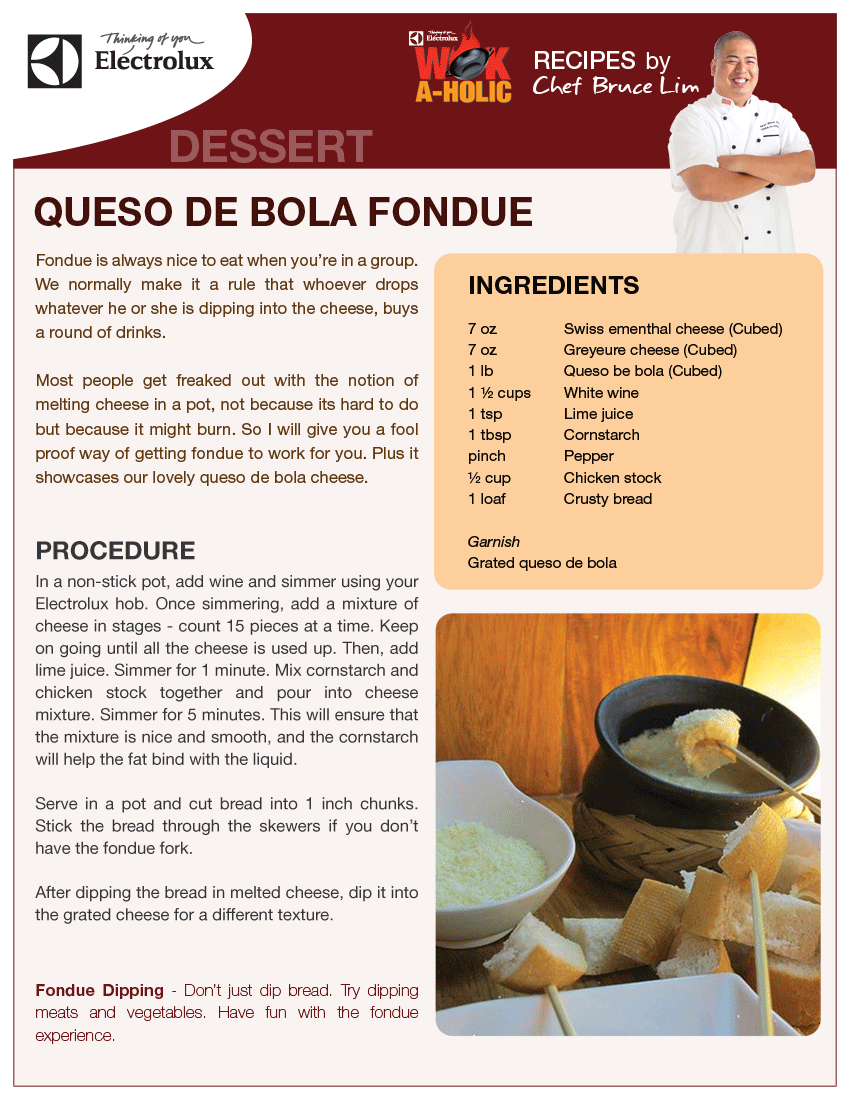 Thinking of you
Electrolux
Thinking of you
Electrolux
WOK
A-HOLIC
RECIPES by
Chef Bruce Lim
DESSERT
QUESO DE BOLA FONDUE
Fondue is always nice to eat when you're in a group.
We normally make it a rule that whoever drops
whatever he or she is dipping into the cheese, buys
a round of drinks.
Most people get freaked out with the notion of
melting cheese in a pot, not because its hard to do
but because it might burn. So I will give you a fool
proof way of getting fondue to work for you. Plus it
showcases our lovely queso de bola cheese.
INGREDIENTS
7 oz Swiss ementhal cheese (Cubed)
7 oz Greyeure cheese (Cubed)
1 lb Queso be bola (Cubed)
1 ½ cups White wine
1 tsp Lime juice
1 tbsp Cornstarch
pinch Pepper
½ cup Chicken stock
1 loaf Crusty bread
Garnish
Grated queso de bola
PROCEDURE
In a non-stick pot, add wine and simmer using your
Electrolux hob. Once simmering, add a mixture of
cheese in stages - count 15 pieces at a time. Keep
on going until all the cheese is used up. Then, add
lime juice. Simmer for 1 minute. Mix cornstarch and
chicken stock together and pour into cheese
mixture. Simmer for 5 minutes. This will ensure that
the mixture is nice and smooth, and the cornstarch
will help the fat bind with the liquid.
Serve in a pot and cut bread into 1 inch chunks.
Stick the bread through the skewers if you don't
have the fondue fork.
After dipping the bread in melted cheese, dip it into
the grated cheese for a different texture.
Fondue Dipping - Don't just dip bread. Try dipping
meats and vegetables. Have fun with the fondue
experience.